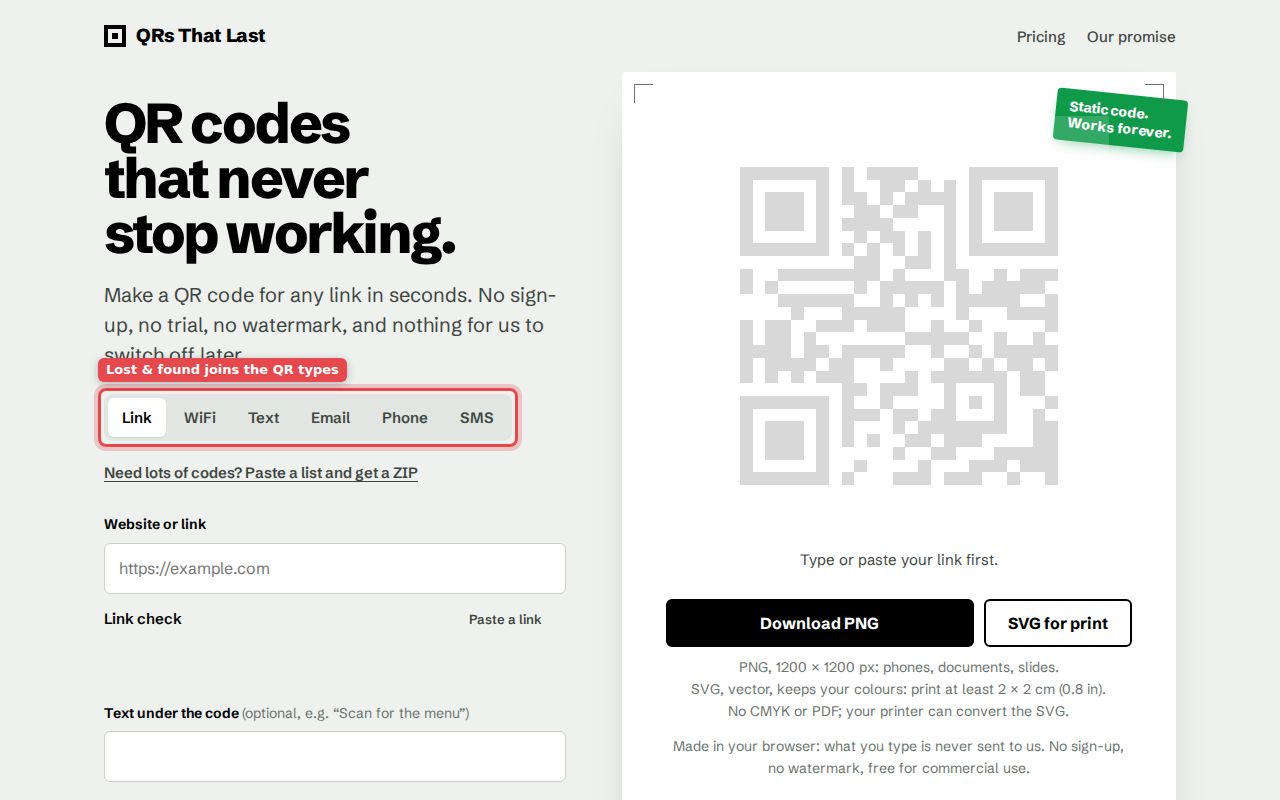 QRs That Last
Pricing
Our promise
QR codes
that never
stop working.
Make a QR code for any link in seconds. No sign-
up, no trial, no watermark, and nothing for us to
switch off later.
Lost & found joins the QR types
Link
WiFi
Text
Email
Phone
SMS
Need lots of codes? Paste a list and get a ZIP
Website or link
https://example.com
Link check
Paste a link
Text under the code (optional, e.g. “Scan for the menu”)
Static code.
Works forever.
Type or paste your link first.
Download PNG
SVG for print
PNG, 1200 × 1200 px: phones, documents, slides.
SVG, vector, keeps your colours: print at least 2 × 2 cm (0.8 in).
No CMYK or PDF; your printer can convert the SVG.
Made in your browser: what you type is never sent to us. No sign-up,
no watermark, free for commercial use.